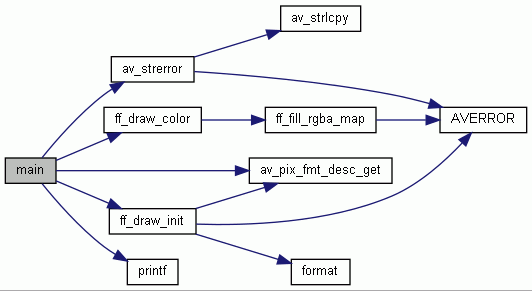 av_strlcpy
av_strerror
ff_draw_color
ff_fill_rgba_map
AVERROR
main
av_pix_fmt_desc_get
ff_draw_init
printf
format